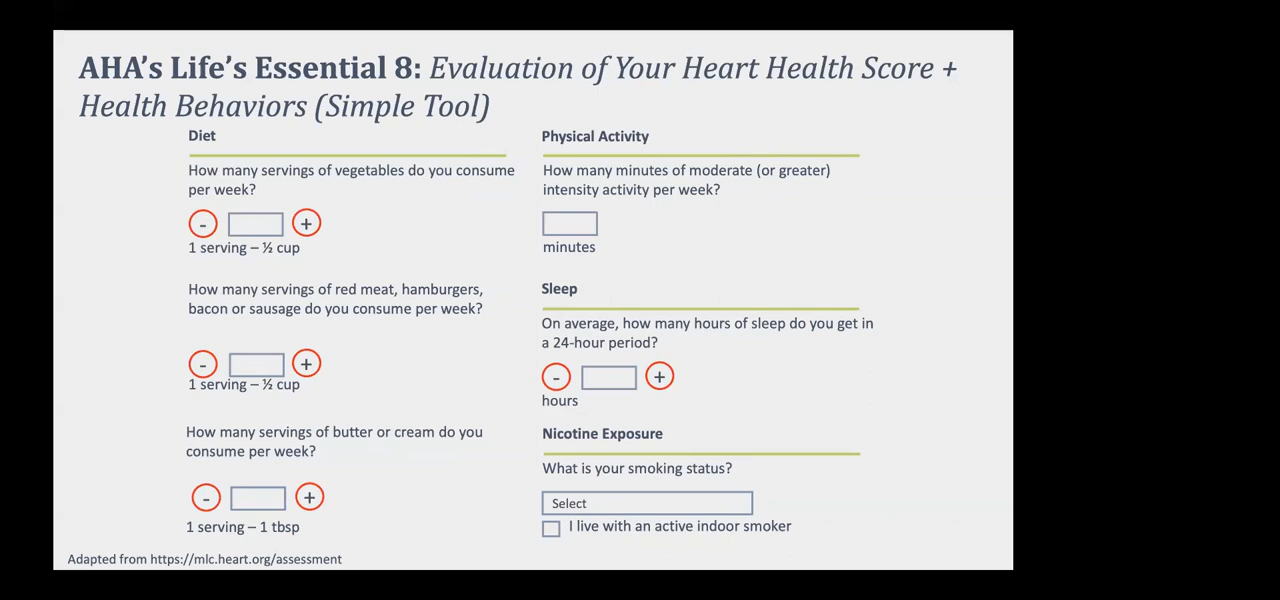 AHA’s Life’s Essential 8: Evaluation of Your Heart Health Score +
Health Behaviors (Simple Tool)
Diet
How many servings of vegetables do you consume
per week?
-
+
1 serving – ½ cup
How many servings of red meat, hamburgers,
bacon or sausage do you consume per week?
-
+
1 serving – ½ cup
How many servings of butter or cream do you
consume per week?
-
+
1 serving – 1 tbsp
Physical Activity
How many minutes of moderate (or greater)
intensity activity per week?
minutes
Sleep
On average, how many hours of sleep do you get in
a 24-hour period?
-
+
hours
Nicotine Exposure
What is your smoking status?
Select
I live with an active indoor smoker
Adapted from https://mlc.heart.org/assessment